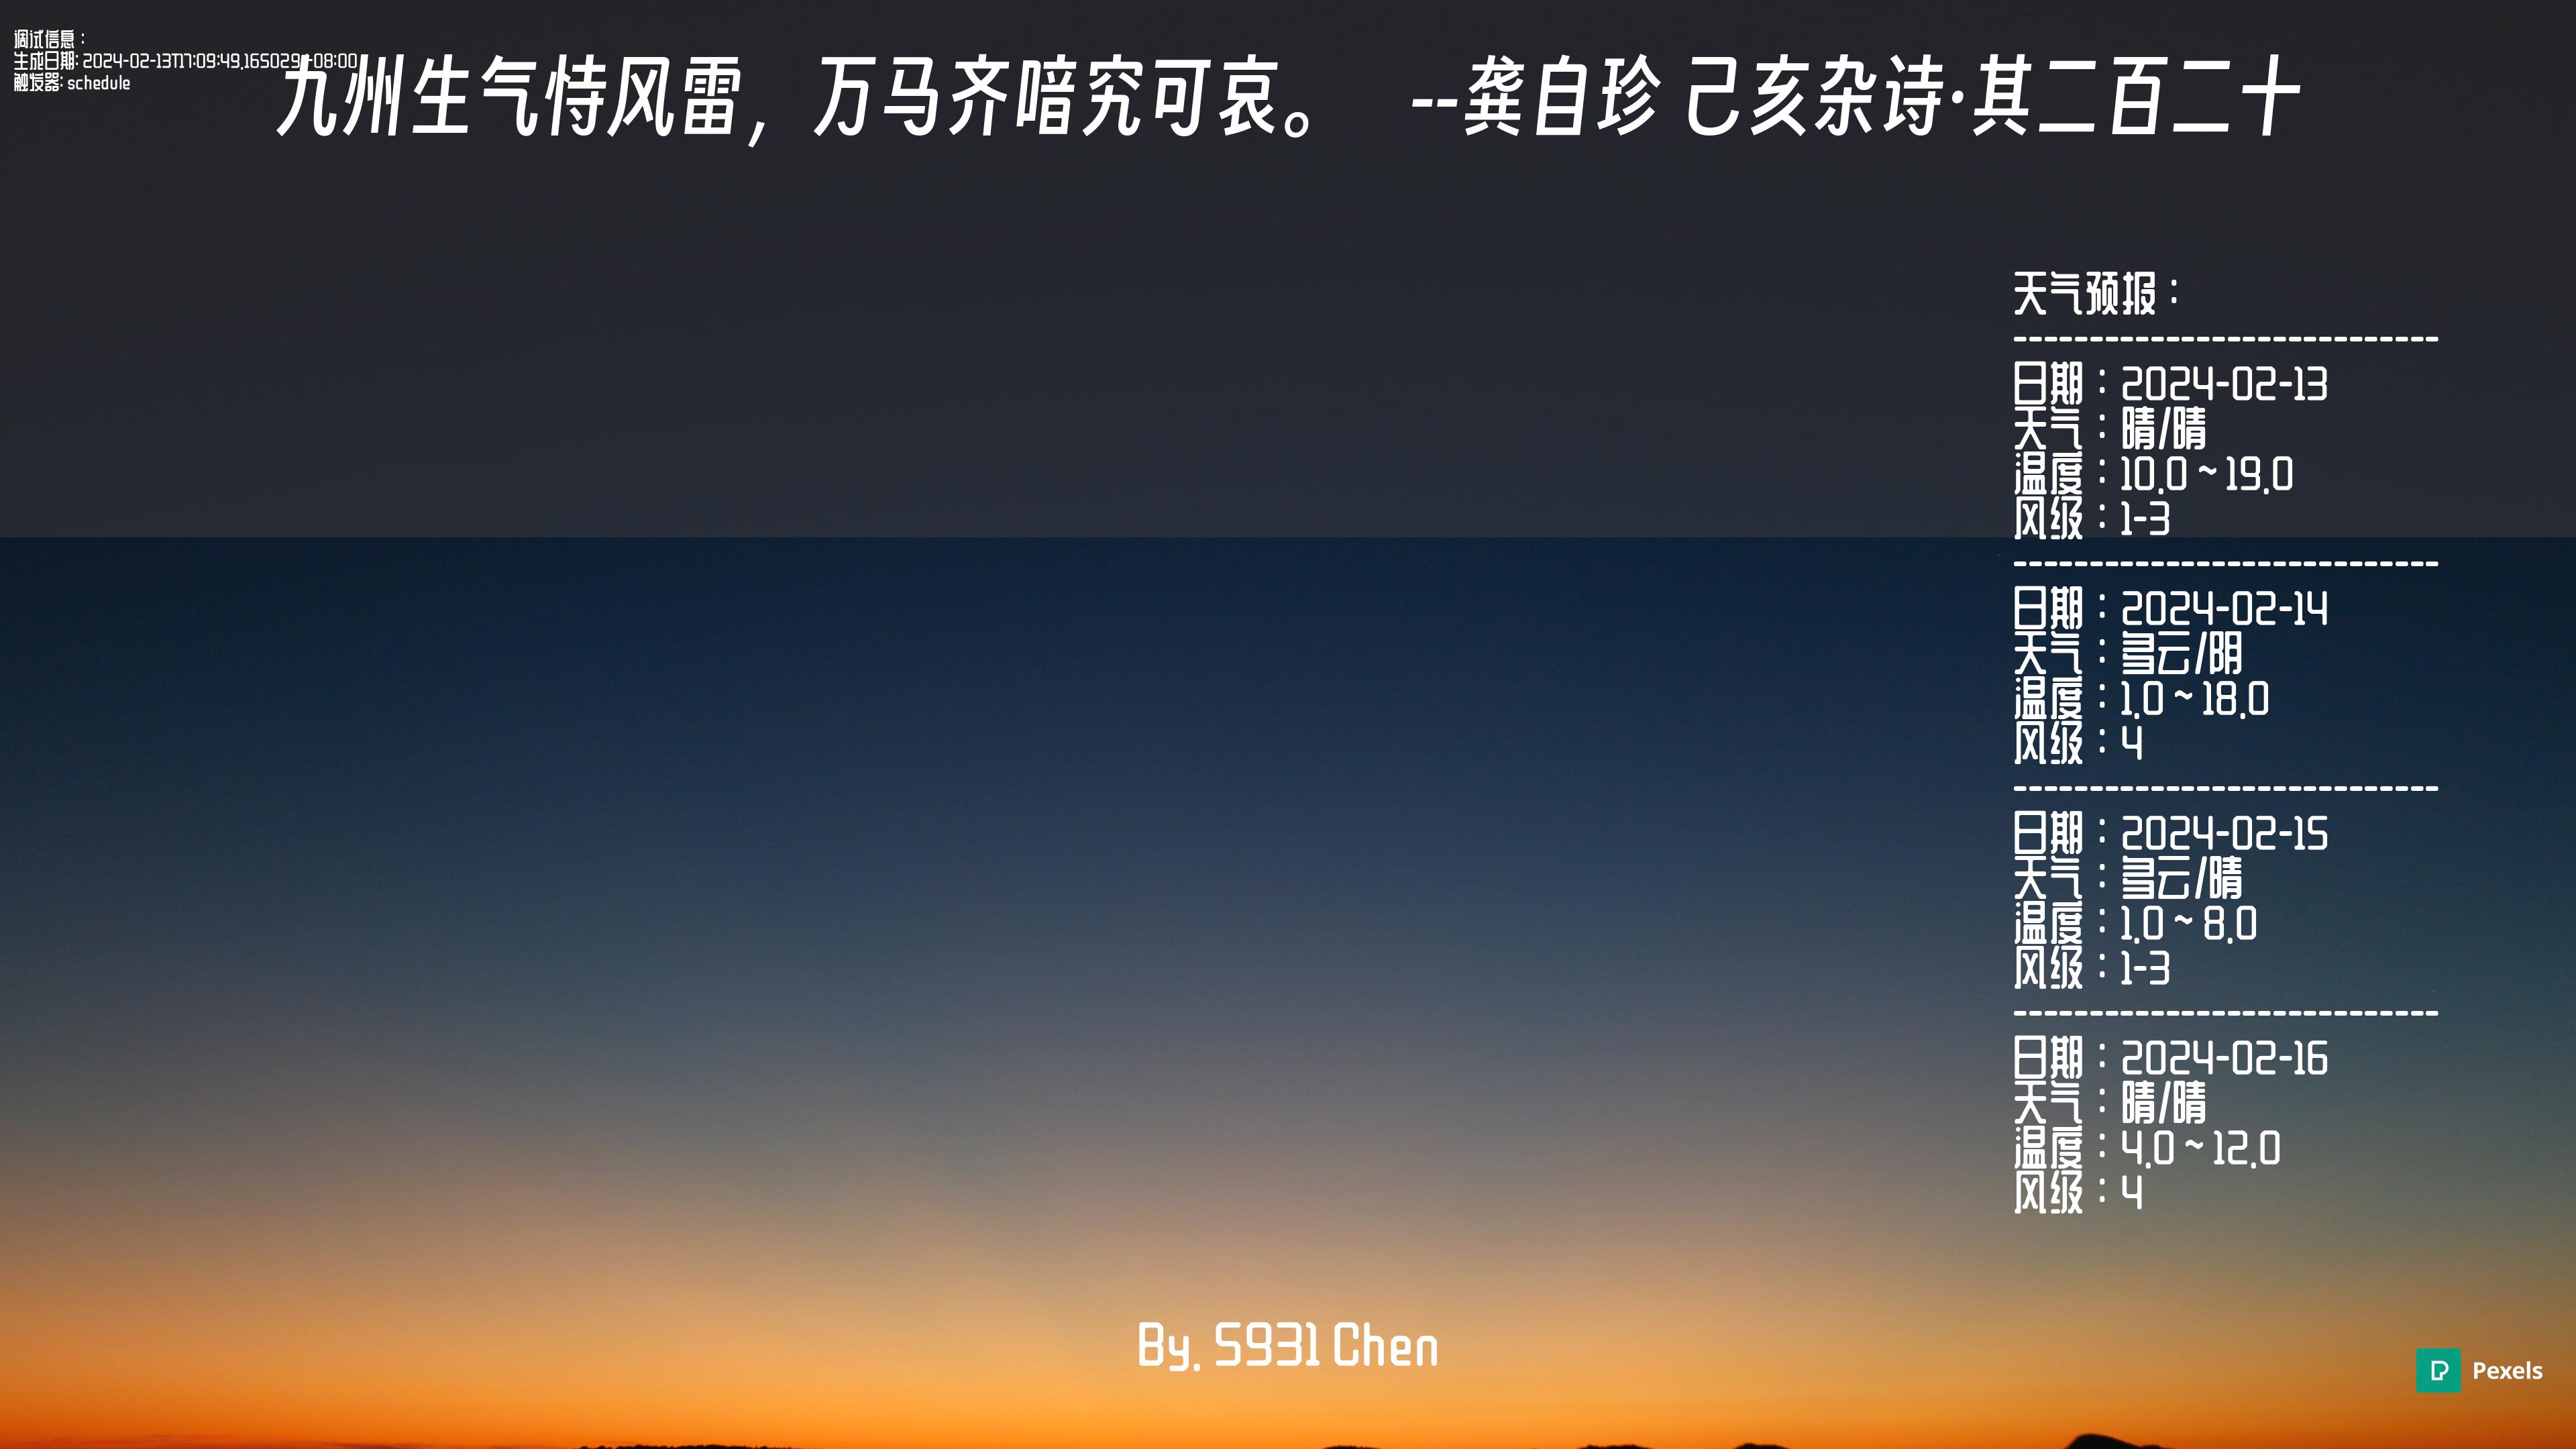 调试信息：
生成日期: 2024-02-13T17:09:49.165029+08:00
触发器: schedule
九州生气恃风雷，万马齐喑究可哀。 --龚自珍 己亥杂诗·其二百二十
天气预报：
----------------------------
日期：2024-02-13
天气：晴/晴
温度：10.0 ~ 19.0
风级：1-3
----------------------------
日期：2024-02-14
天气：多云/阴
温度：1.0 ~ 18.0
风级：4
----------------------------
日期：2024-02-15
天气：多云/晴
温度：1.0 ~ 8.0
风级：1-3
----------------------------
日期：2024-02-16
天气：晴/晴
温度：4.0 ~ 12.0
风级：4
By. S931 Chen
Pexels